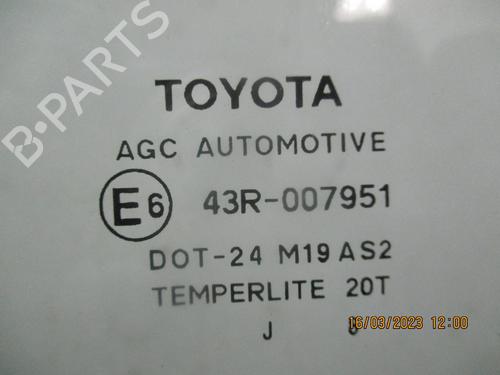 B-PARTS
TOYOTA
AGC AUTOMOTIVE
E6 43R-007951
DOT-24 M19 AS2
TEMPERLITE 20T
J
16/03/2023 12:00